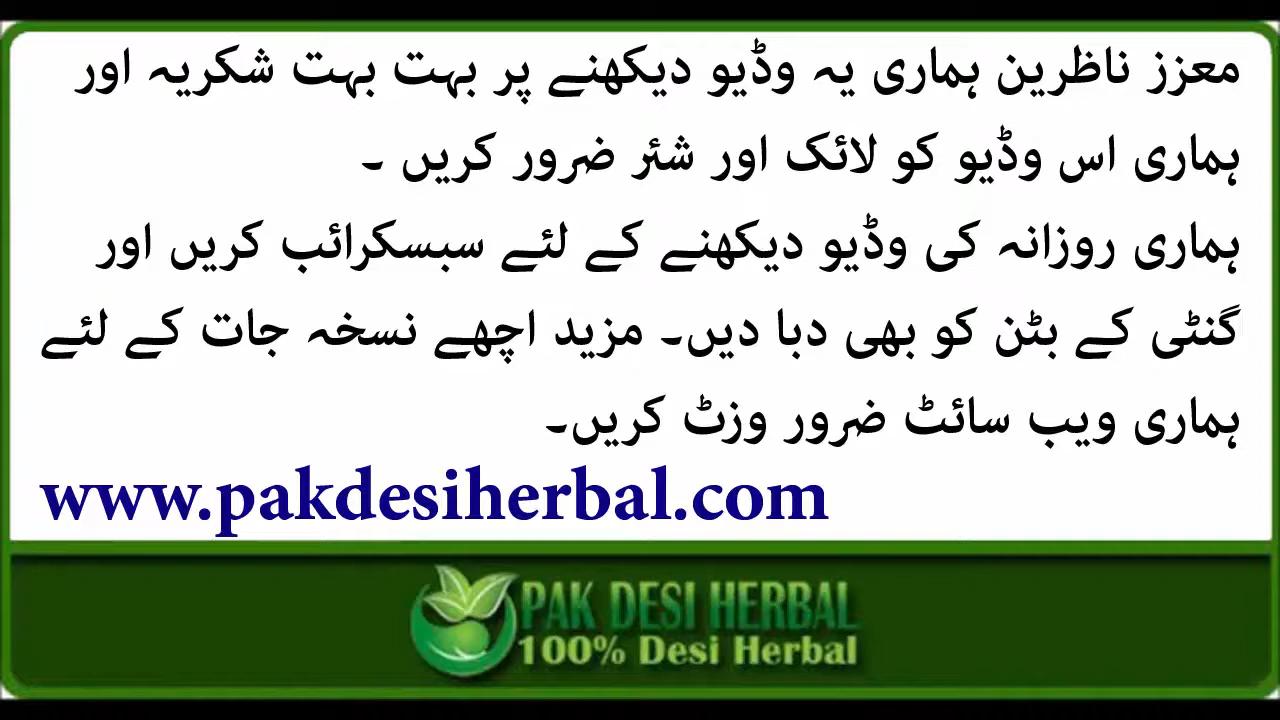 معزز ناظرین ہماری یہ وڈیو دیکھنے پر بہت بہت شکریہ اور
ہماری اس وڈیو کو لائک اور شئر ضرور کریں ۔
ہماری روزانہ کی وڈیو دیکھنے کے لئے سبسکرائب کریں اور
گنٹی کے بٹن کو بھی دبا دیں۔ مزید اچھے نسخہ جات کے لئے
ہماری ویب سائٹ ضرور وزٹ کریں۔
www.pakdesiherbal.com
PAK DESI HERBAL
100% Desi Herbal